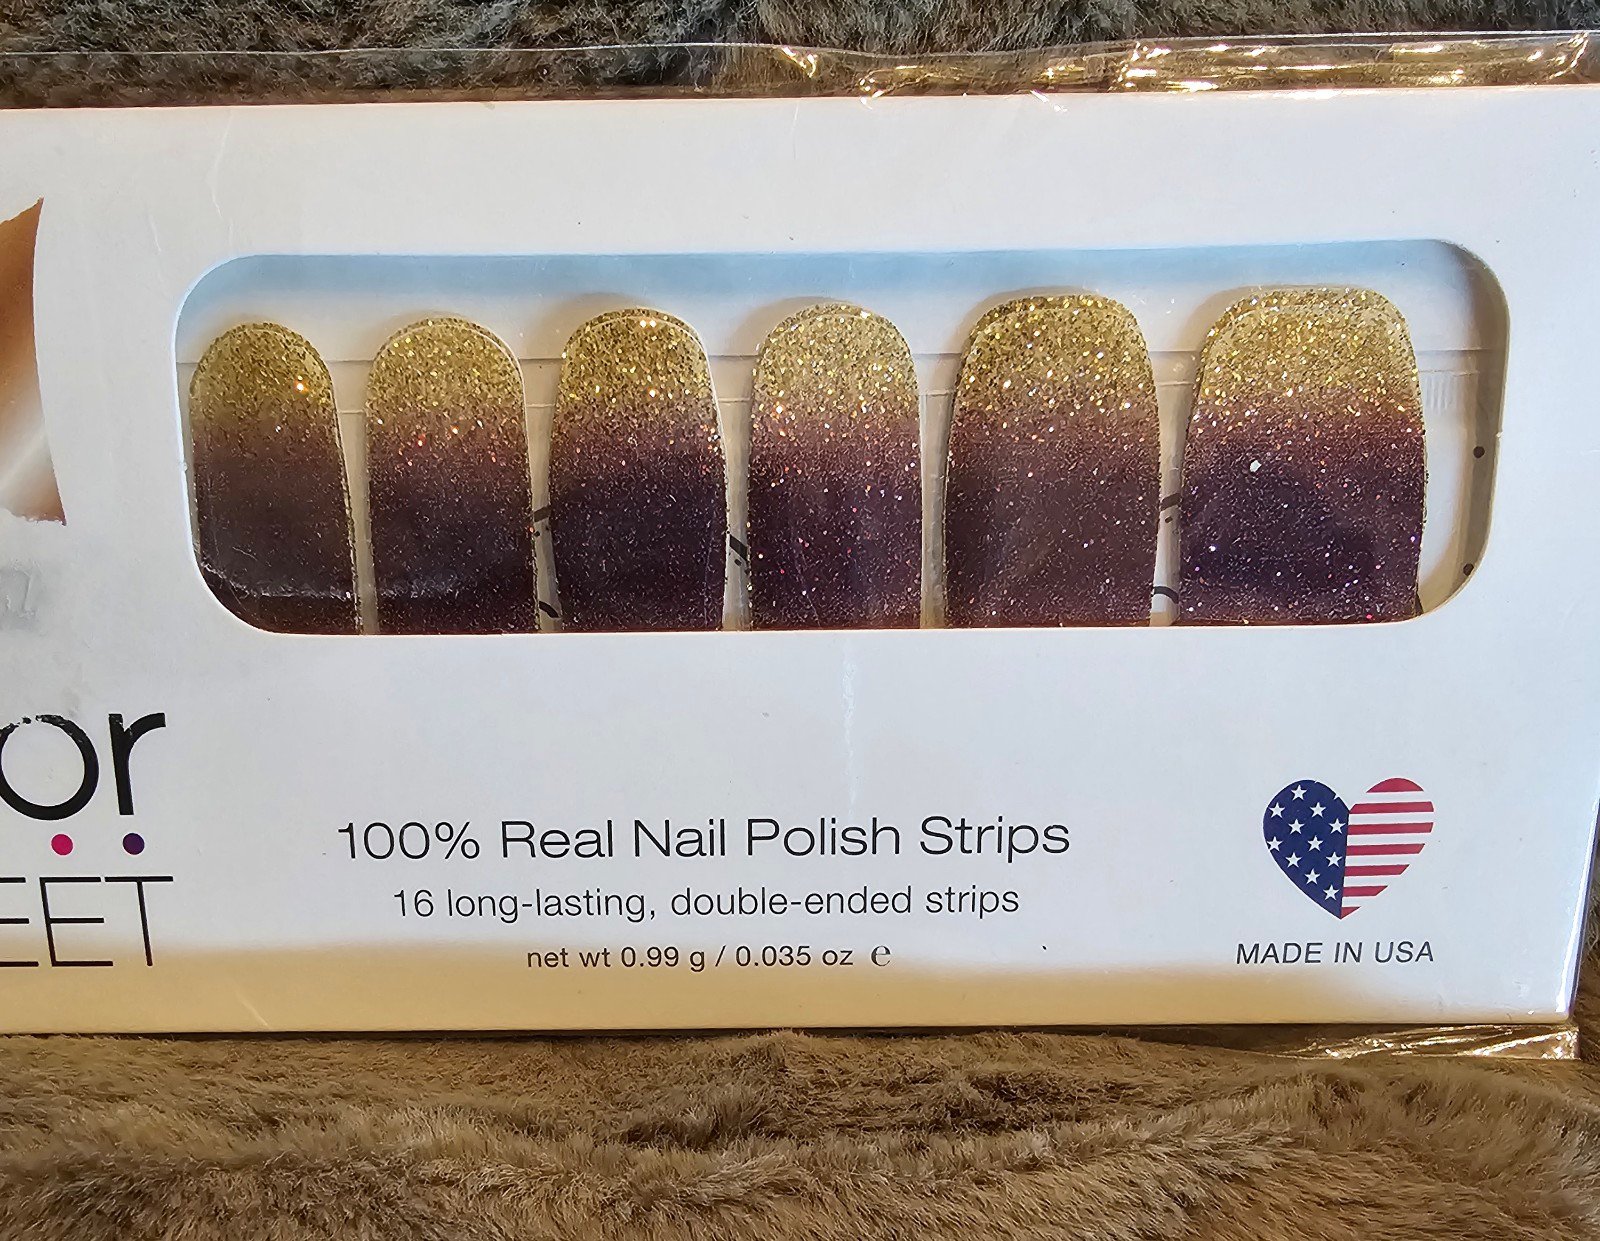 or
EET
100% Real Nail Polish Strips
16 long-lasting, double-ended strips
net wt 0.99 g / 0.035 oz ℮
MADE IN USA